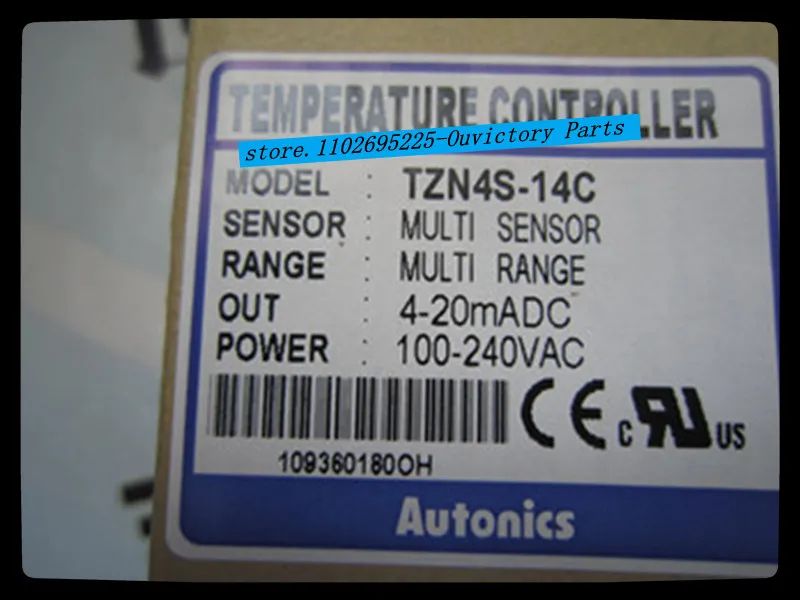 TEMPERATURE CONTROLLER
store.1102695225-Ouvictory Parts
MODEL : TZN4S-14C
SENSOR : MULTI SENSOR
RANGE : MULTI RANGE
OUT : 4-20mADC
POWER : 100-240VAC
CE c RU US
109360180OH
Autonics